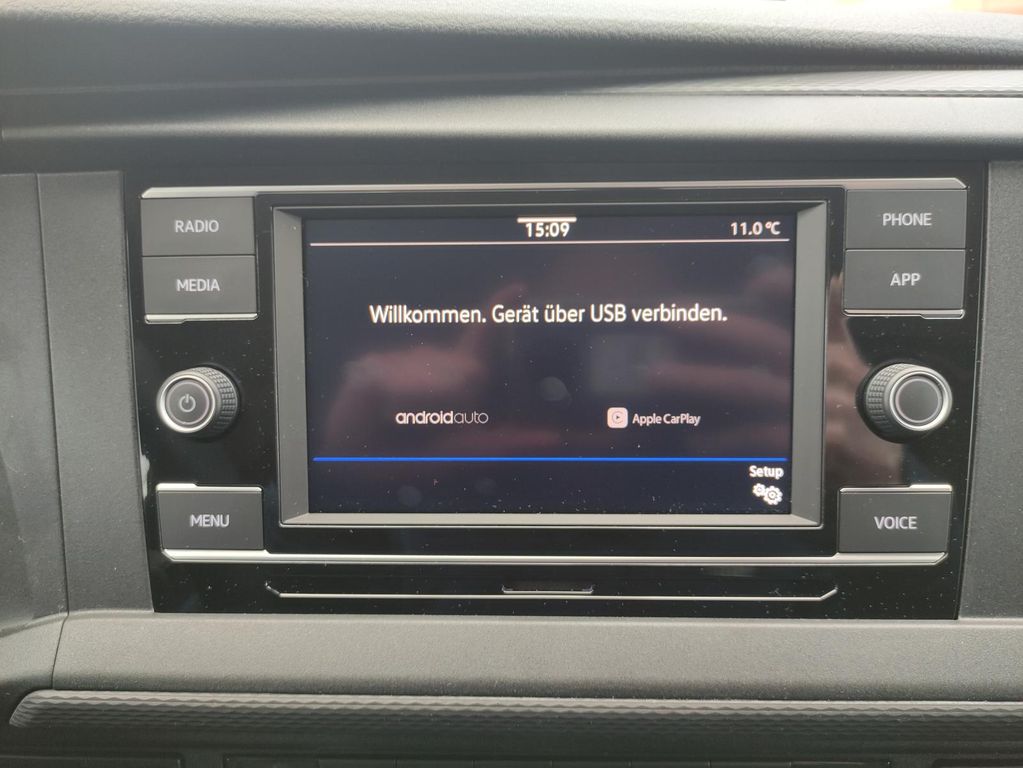 RADIO
MEDIA
MENU
15:09
11.0 °C
Willkommen. Gerät über USB verbinden.
androidauto
Apple CarPlay
Setup
PHONE
APP
VOICE